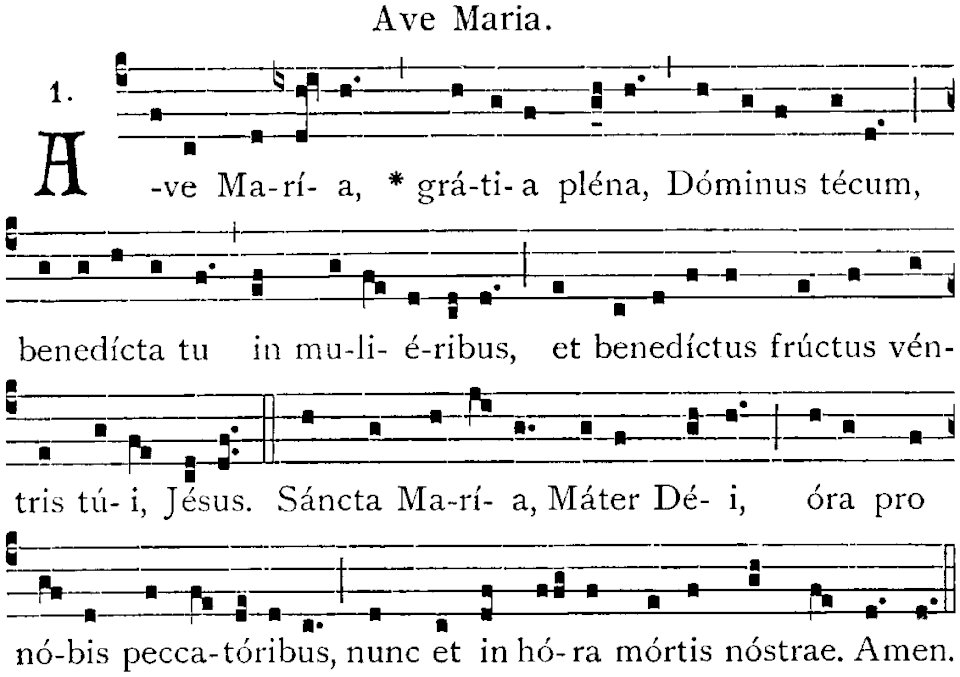 Ave Maria.
1.
A-ve Ma-rí- a, * grá-ti- a pléna, Dóminus técum,
benedícta tu in mu-li- é-ribus, et benedíctus frúctus vén-
tris tú- i, Jésus. Sáncta Ma-rí- a, Máter Dé- i, óra pro
nó-bis pecca-tóribus, nunc et in hó-ra mórtis nóstrae. Amen.